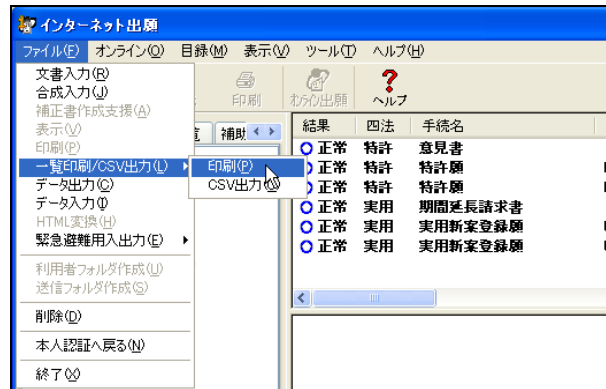 インターネット出願
ファイル(F) オンライン(O) 目録(M) 表示(V) ツール(T) ヘルプ(H)
印刷 オンライン出願 ヘルプ
補助
文書入力(R)
合成入力(J)
補正書作成支援(A)
表示(V)
印刷(P)
一覧印刷/CSV出力(L)
データ出力(C)
データ入力(I)
HTML変換(H)
緊急避難用入出力(E)
利用者フォルダ作成(U)
送信フォルダ作成(S)
削除(D)
本人認証へ戻る(N)
終了(X)
印刷(P)
CSV出力
結果 四法 手続名
正常 特許 意見書
正常 特許 特許願
正常 特許 特許願
正常 実用 期間延長請求書
正常 実用 実用新案登録願
正常 実用 実用新案登録願